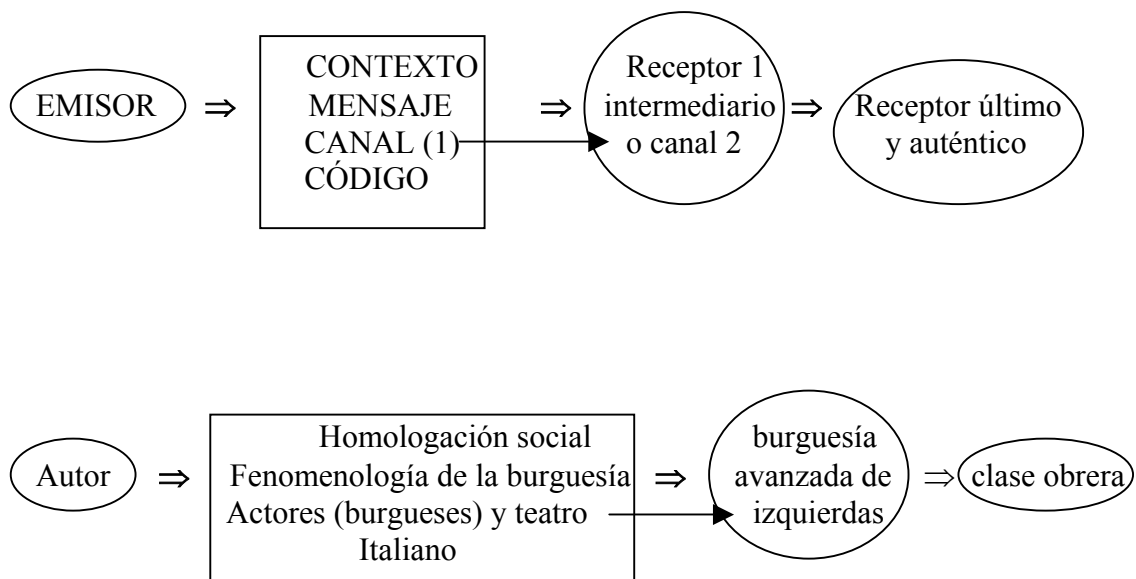 EMISOR
⇒
CONTEXTO
MENSAJE
CANAL (1)
CÓDIGO
⇒
Receptor 1
intermediario
o canal 2
⇒
Receptor último
y auténtico
Autor
⇒
Homologación social
Fenomenología de la burguesía
Actores (burgueses) y teatro
Italiano
⇒
burguesía
avanzada de
izquierdas
⇒
clase obrera